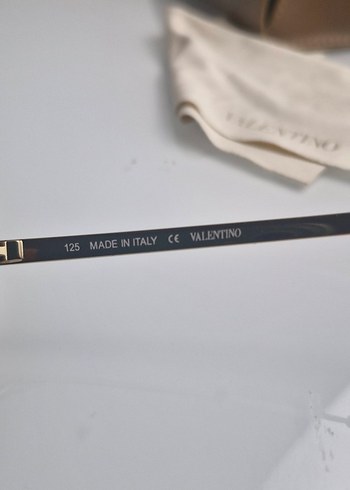 VALENTINO
125 MADE IN ITALY CE VALENTINO